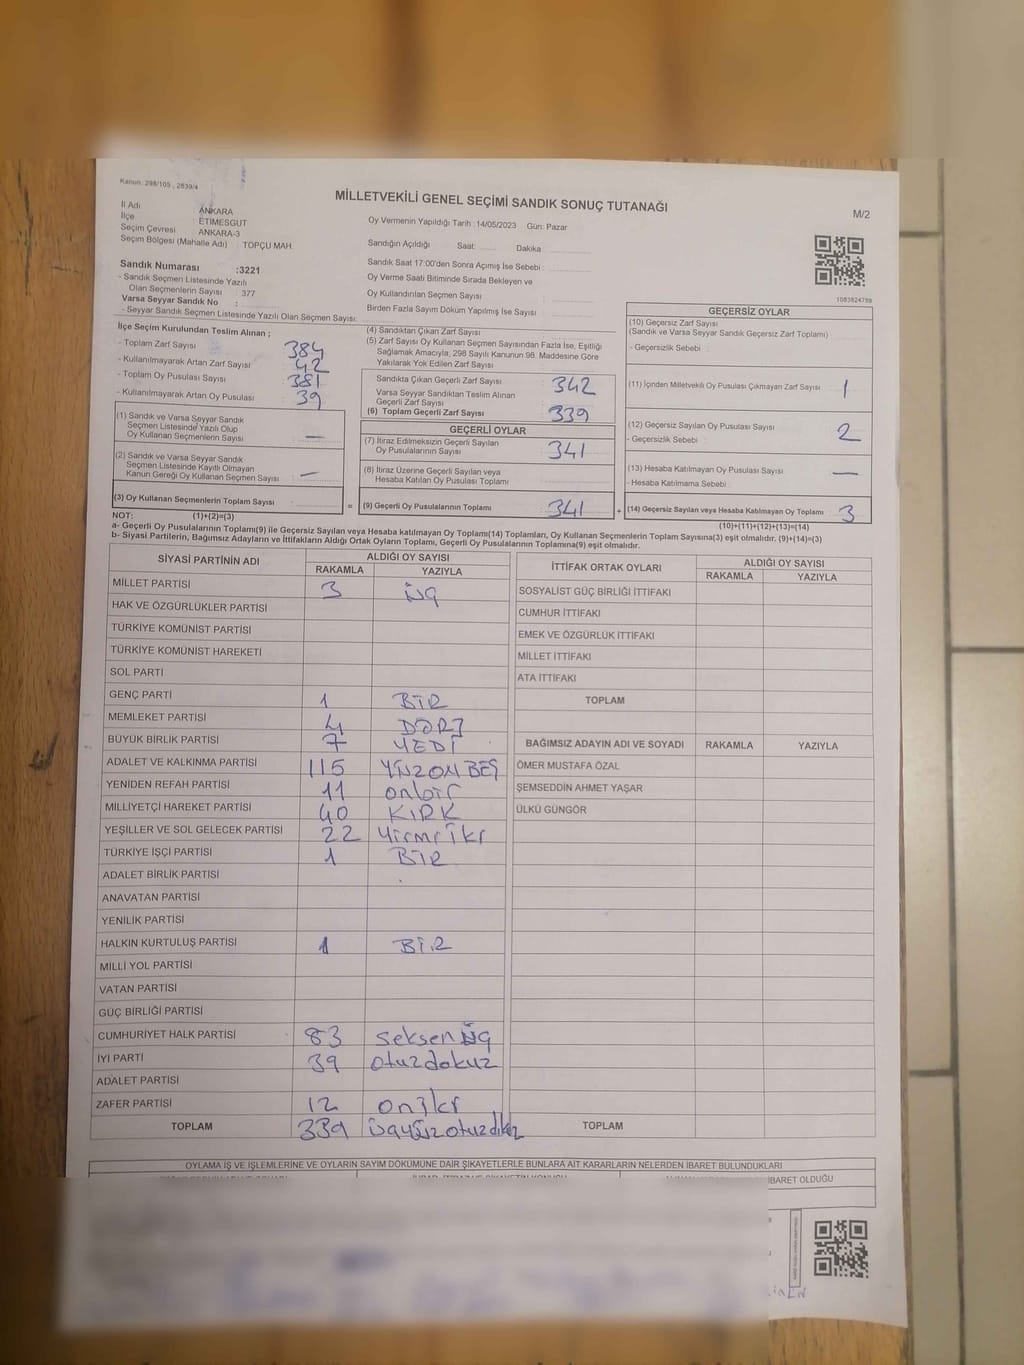 Kanun: 298/105 , 2839/4
MİLLETVEKİLİ GENEL SEÇİMİ SANDIK SONUÇ TUTANAĞI
M/2
İl Adı : ANKARA
İlçe : ETİMESGUT
Seçim Çevresi : ANKARA-3
Seçim Bölgesi (Mahalle Adı) : TOPÇU MAH
Oy Vermenin Yapıldığı Tarih : 14/05/2023 Gün: Pazar
Sandığın Açıldığı Saat: Dakika
Sandık Numarası :3221
- Sandık Seçmen Listesinde Yazılı
Olan Seçmenlerin Sayısı : 377
Varsa Seyyar Sandık No :
- Seyyar Sandık Seçmen Listesinde Yazılı Olan Seçmen Sayısı:
Sandık Saat 17:00'den Sonra Açımış İse Sebebi :
Oy Verme Saati Bitiminde Sırada Bekleyen ve
Oy Kullandırılan Seçmen Sayısı
Birden Fazla Sayım Döküm Yapılmış İse Sayısı :
1083824799
İlçe Seçim Kurulundan Teslim Alınan ;
- Toplam Zarf Sayısı : 384
- Kullanılmayarak Artan Zarf Sayısı : 42
- Toplam Oy Pusulası Sayısı : 381
- Kullanılmayarak Artan Oy Pusulası : 39
(1) Sandık ve Varsa Seyyar Sandık
Seçmen Listesinde Yazılı Olup
Oy Kullanan Seçmenlerin Sayısı : —
(2) Sandık ve Varsa Seyyar Sandık
Seçmen Listesinde Kayıtlı Olmayan
Kanun Gereği Oy Kullanan Seçmen Sayısı : —
(3) Oy Kullanan Seçmenlerin Toplam Sayısı =
(4) Sandıktan Çıkan Zarf Sayısı :
(5) Zarf Sayısı Oy Kullanan Seçmen Sayısından Fazla İse, Eşitliği
Sağlamak Amacıyla, 298 Sayılı Kanunun 98. Maddesine Göre
Yakılarak Yok Edilen Zarf Sayısı :
Sandıkta Çıkan Geçerli Zarf Sayısı : 342
Varsa Seyyar Sandıktan Teslim Alınan
Geçerli Zarf Sayısı
(6) Toplam Geçerli Zarf Sayısı : 339
GEÇERLİ OYLAR
(7) İtiraz Edilmeksizin Geçerli Sayılan
Oy Pusulalarının Sayısı : 341
(8) İtiraz Üzerine Geçerli Sayılan veya
Hesaba Katılan Oy Pusulası Toplamı :
(9) Geçerli Oy Pusulalarının Toplamı : 341 +
GEÇERSİZ OYLAR
(10) Geçersiz Zarf Sayısı
(Sandık ve Varsa Seyyar Sandık Geçersiz Zarf Toplamı) :
- Geçersizlik Sebebi :
(11) İçinden Milletvekili Oy Pusulası Çıkmayan Zarf Sayısı : 1
(12) Geçersiz Sayılan Oy Pusulası Sayısı : 2
- Geçersizlik Sebebi :
(13) Hesaba Katılmayan Oy Pusulası Sayısı : —
- Hesaba Katılmama Sebebi :
(14) Geçersiz Sayılan veya Hesaba Katılmayan Oy Toplamı : 3
NOT: (1)+(2)=(3)
(10)+(11)+(12)+(13)=(14)
a- Geçerli Oy Pusulalarının Toplamı(9) ile Geçersiz Sayılan veya Hesaba katılmayan Oy Toplamı(14) Toplamları, Oy Kullanan Seçmenlerin Toplam Sayısına(3) eşit olmalıdır. (9)+(14)=(3)
b- Siyasi Partilerin, Bağımsız Adayların ve İttifakların Aldığı Ortak Oyların Toplamı, Geçerli Oy Pusulalarının Toplamına(9) eşit olmalıdır.
SİYASİ PARTİNİN ADI ALDIĞI OY SAYISI
RAKAMLA YAZIYLA
MİLLET PARTİSİ 3 üç
HAK VE ÖZGÜRLÜKLER PARTİSİ
TÜRKİYE KOMÜNİST PARTİSİ
TÜRKİYE KOMÜNİST HAREKETİ
SOL PARTİ
GENÇ PARTİ 1 BİR
MEMLEKET PARTİSİ 4 DÖRT
BÜYÜK BİRLİK PARTİSİ 7 YEDİ
ADALET VE KALKINMA PARTİSİ 115 YÜZONBEŞ
YENİDEN REFAH PARTİSİ 11 onbir
MİLLİYETÇİ HAREKET PARTİSİ 40 KIRK
YEŞİLLER VE SOL GELECEK PARTİSİ 22 Yirmi iki
TÜRKİYE İŞÇİ PARTİSİ 1 BİR
ADALET BİRLİK PARTİSİ
ANAVATAN PARTİSİ
YENİLİK PARTİSİ
HALKIN KURTULUŞ PARTİSİ 1 BİR
MİLLİ YOL PARTİSİ
VATAN PARTİSİ
GÜÇ BİRLİĞİ PARTİSİ
CUMHURİYET HALK PARTİSİ 83 seksen üç
İYİ PARTİ 39 otuzdokuz
ADALET PARTİSİ
ZAFER PARTİSİ 12 oniki
TOPLAM 339 üçyüzotuzdokuz
İTTİFAK ORTAK OYLARI ALDIĞI OY SAYISI
RAKAMLA YAZIYLA
SOSYALİST GÜÇ BİRLİĞİ İTTİFAKI
CUMHUR İTTİFAKI
EMEK VE ÖZGÜRLÜK İTTİFAKI
MİLLET İTTİFAKI
ATA İTTİFAKI
TOPLAM
BAĞIMSIZ ADAYIN ADI VE SOYADI RAKAMLA YAZIYLA
ÖMER MUSTAFA ÖZAL
ŞEMSEDDİN AHMET YAŞAR
ÜLKÜ GÜNGÖR
TOPLAM
OYLAMA İŞ VE İŞLEMLERİNE VE OYLARIN SAYIM DÖKÜMÜNE DAİR ŞİKAYETLERLE BUNLARA AİT KARARLARIN NELERDEN İBARET BULUNDUKLARI
İBARET OLDUĞU